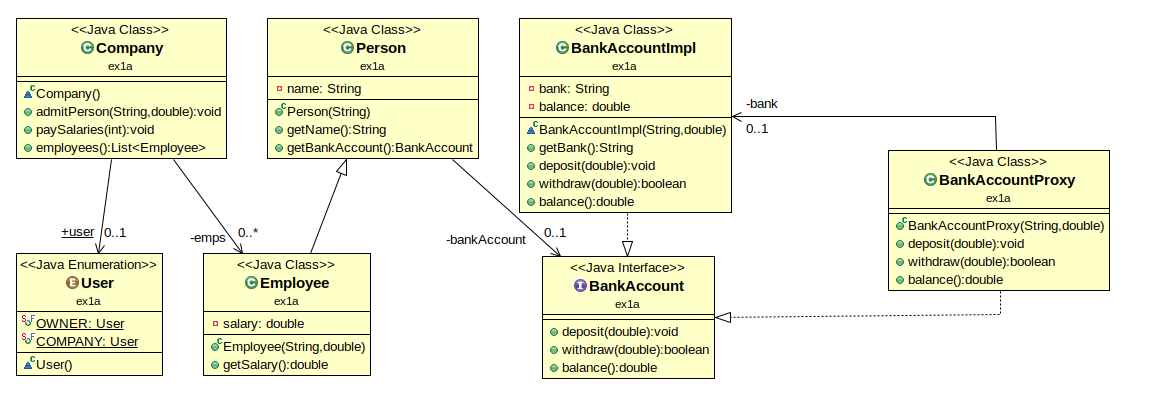 <<Java Class>>
Company
ex1a
Company()
admitPerson(String,double):void
paySalaries(int):void
employees():List<Employee>
<<Java Class>>
Person
ex1a
name: String
Person(String)
getName():String
getBankAccount():BankAccount
<<Java Class>>
BankAccountImpl
ex1a
bank: String
balance: double
BankAccountImpl(String,double)
getBank():String
deposit(double):void
withdraw(double):boolean
balance():double
-bank
0..1
<<Java Class>>
BankAccountProxy
ex1a
BankAccountProxy(String,double)
deposit(double):void
withdraw(double):boolean
balance():double
+user
0..1
-emps
0..*
-bankAccount
0..1
<<Java Enumeration>>
User
ex1a
OWNER: User
COMPANY: User
User()
<<Java Class>>
Employee
ex1a
salary: double
Employee(String,double)
getSalary():double
<<Java Interface>>
BankAccount
ex1a
deposit(double):void
withdraw(double):boolean
balance():double